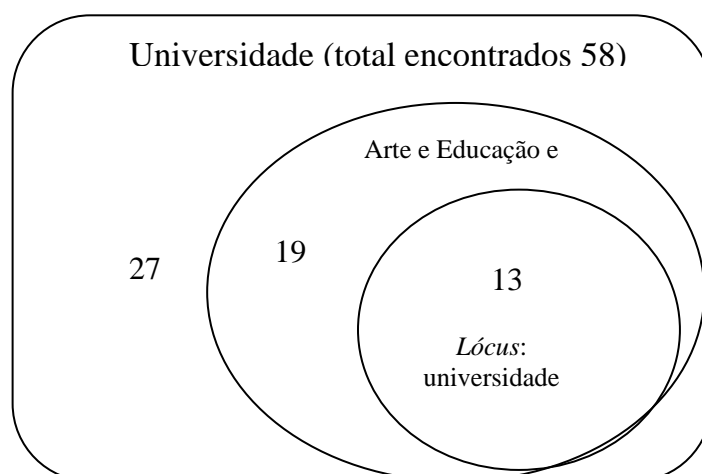 Universidade (total encontrados 58)
Arte e Educação e
19
27
13
Lócus:
universidade